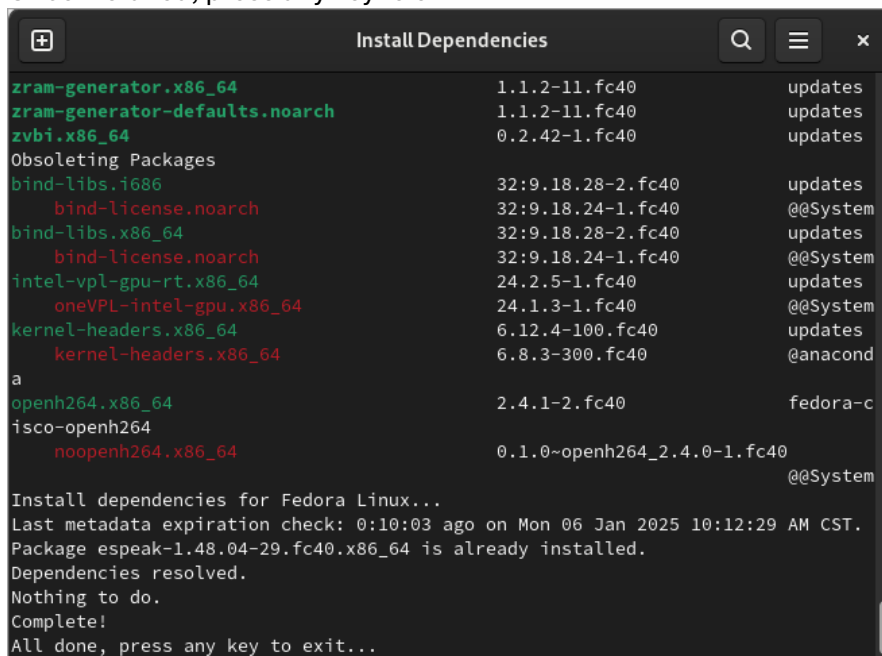 Install Dependencies
zram-generator.x86_64 1.1.2-11.fc40 updates
zram-generator-defaults.noarch 1.1.2-11.fc40 updates
zvbi.x86_64 0.2.42-1.fc40 updates
Obsoleting Packages
bind-libs.i686 32:9.18.28-2.fc40 updates
bind-license.noarch 32:9.18.24-1.fc40 @@System
bind-libs.x86_64 32:9.18.28-2.fc40 updates
bind-license.noarch 32:9.18.24-1.fc40 @@System
intel-vpl-gpu-rt.x86_64 24.2.5-1.fc40 updates
oneVPL-intel-gpu.x86_64 24.1.3-1.fc40 @@System
kernel-headers.x86_64 6.12.4-100.fc40 updates
kernel-headers.x86_64 6.8.3-300.fc40 @anacond
a
openh264.x86_64 2.4.1-2.fc40 fedora-c
isco-openh264
noopenh264.x86_64 0.1.0~openh264_2.4.0-1.fc40
@@System
Install dependencies for Fedora Linux...
Last metadata expiration check: 0:10:03 ago on Mon 06 Jan 2025 10:12:29 AM CST.
Package espeak-1.48.04-29.fc40.x86_64 is already installed.
Dependencies resolved.
Nothing to do.
Complete!
All done, press any key to exit...